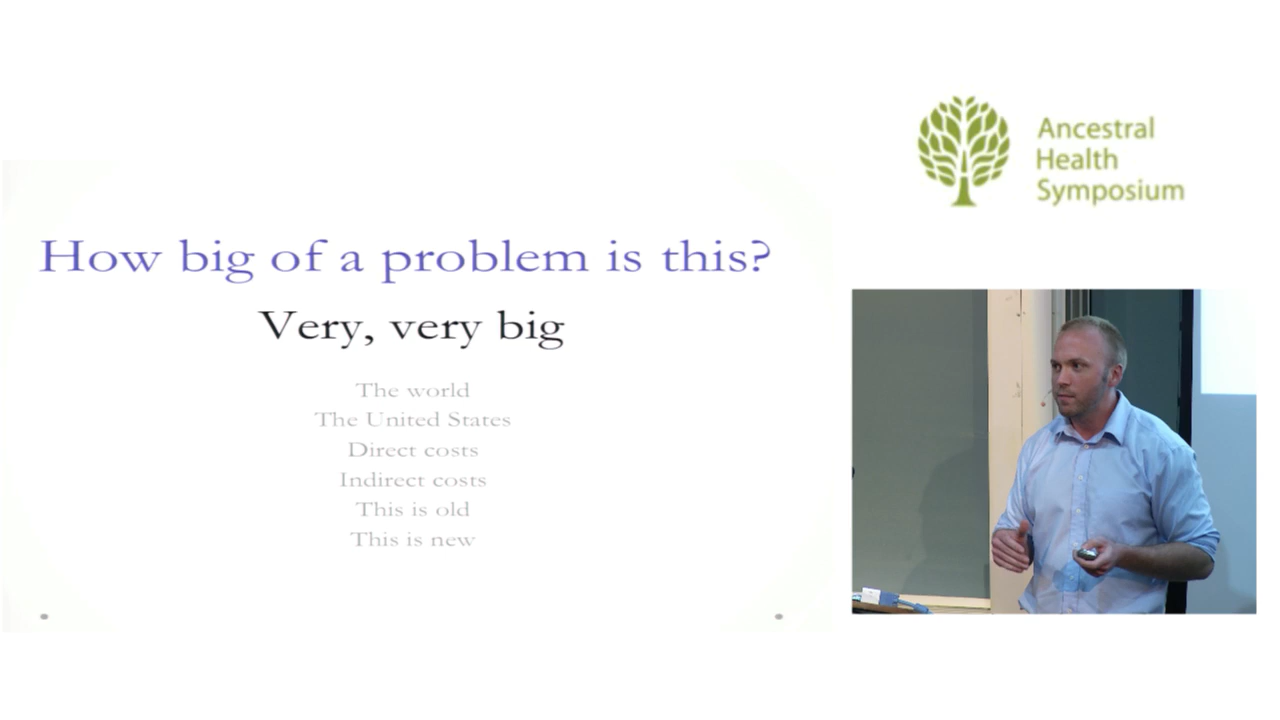 How big of a problem is this?
Very, very big
The world
The United States
Direct costs
Indirect costs
This is old
This is new
Ancestral
Health
Symposium